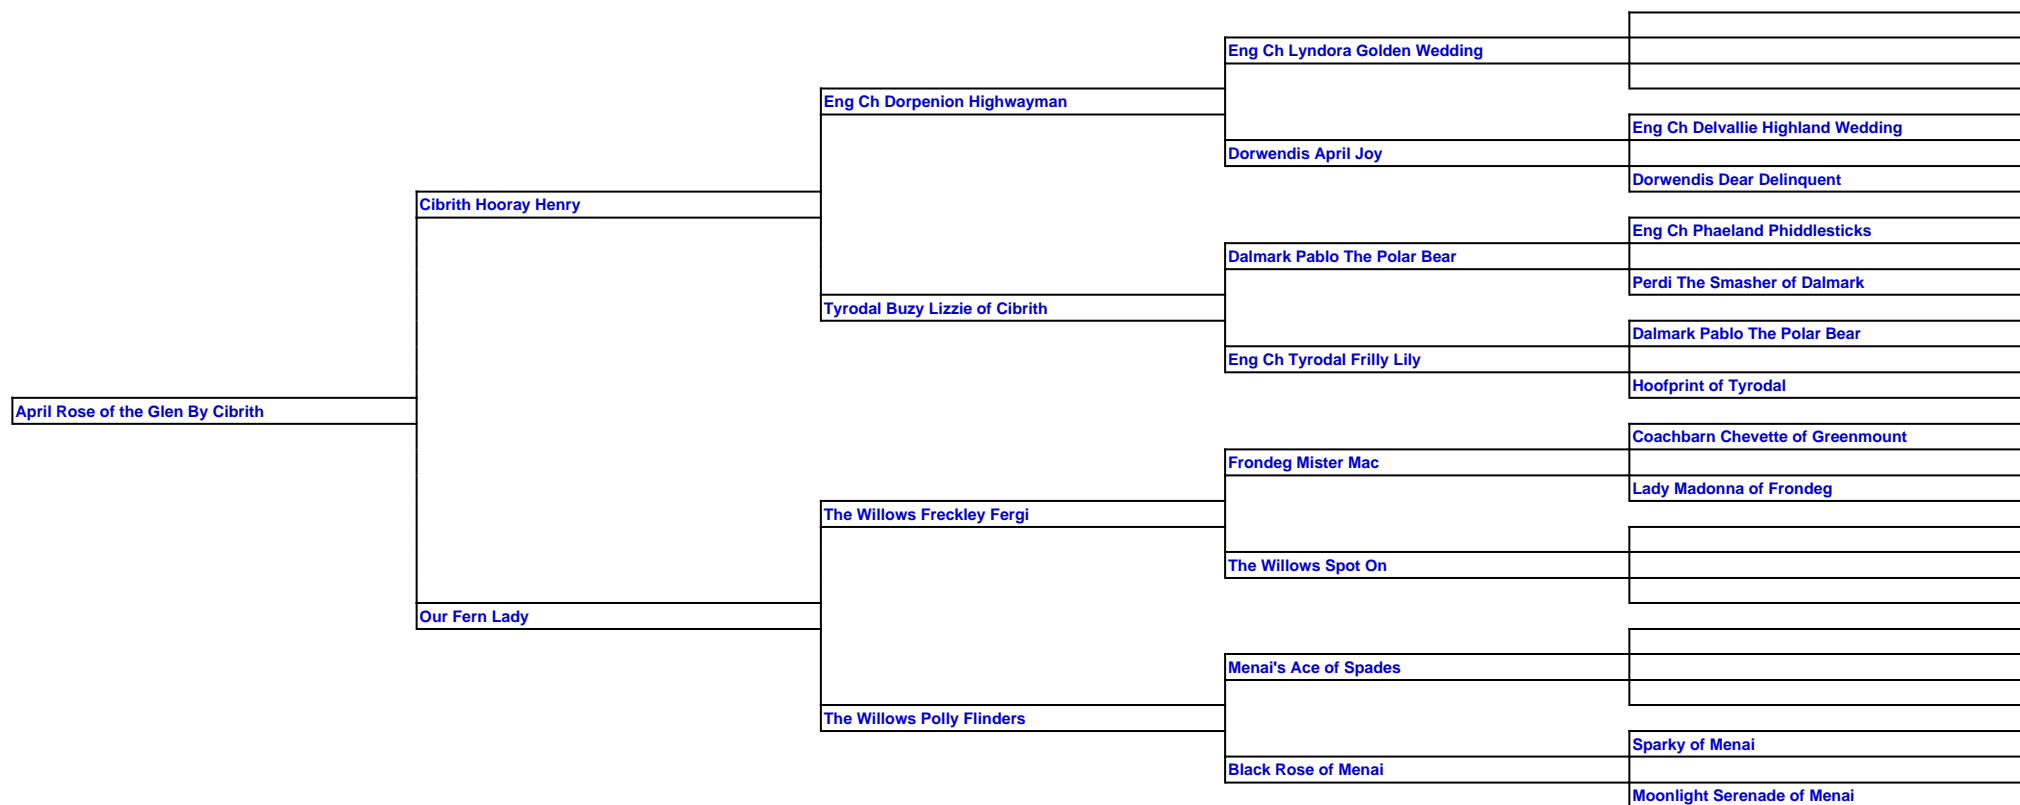 Eng Ch Lyndora Golden Wedding
Eng Ch Dorpenion Highwayman
Eng Ch Delvallie Highland Wedding
Dorwendis April Joy
Dorwendis Dear Delinquent
Cibrith Hooray Henry
Eng Ch Phaeland Phiddlesticks
Dalmark Pablo The Polar Bear
Perdi The Smasher of Dalmark
Tyrodal Buzy Lizzie of Cibrith
Dalmark Pablo The Polar Bear
Eng Ch Tyrodal Frilly Lily
Hoofprint of Tyrodal
April Rose of the Glen By Cibrith
Coachbarn Chevette of Greenmount
Frondeg Mister Mac
Lady Madonna of Frondeg
The Willows Freckley Fergi
The Willows Spot On
Our Fern Lady
Menai's Ace of Spades
The Willows Polly Flinders
Sparky of Menai
Black Rose of Menai
Moonlight Serenade of Menai